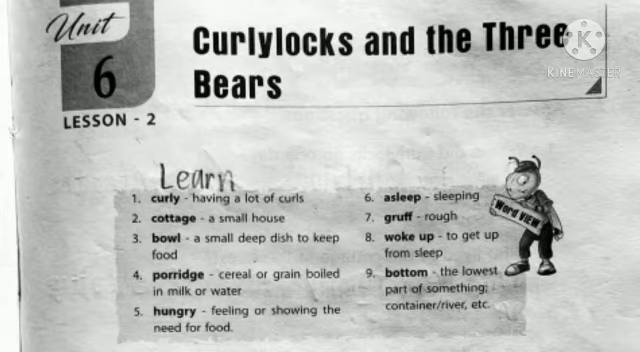 Unit
6
LESSON - 2
Curlylocks and the Three
Bears
KINEMASTER
Learn
1. curly - having a lot of curls
2. cottage - a small house
3. bowl - a small deep dish to keep
food
4. porridge - cereal or grain boiled
in milk or water
5. hungry - feeling or showing the
need for food.
6. asleep - sleeping
7. gruff - rough
8. woke up - to get up
from sleep
9. bottom - the lowest
part of something;
container/river, etc.
Word VIEW